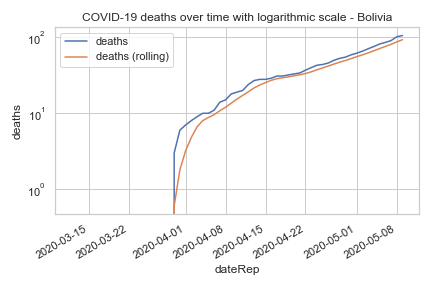 COVID-19 deaths over time with logarithmic scale - Bolivia
deaths
deaths (rolling)
10²
10¹
10⁰
deaths
2020-03-15
2020-03-22
2020-04-01
2020-04-08
2020-04-15
2020-04-22
2020-05-01
2020-05-08
dateRep